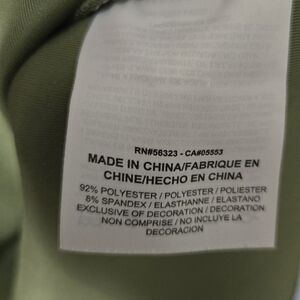 RN#56323 - CA#05553
MADE IN CHINA/FABRIQUE EN
CHINE/HECHO EN CHINA
92% POLYESTER / POLYESTER / POLIESTER
8% SPANDEX / ELASTHANNE / ELASTANO
EXCLUSIVE OF DECORATION / DECORATION
NON COMPRISE / NO INCLUYE LA
DECORACION